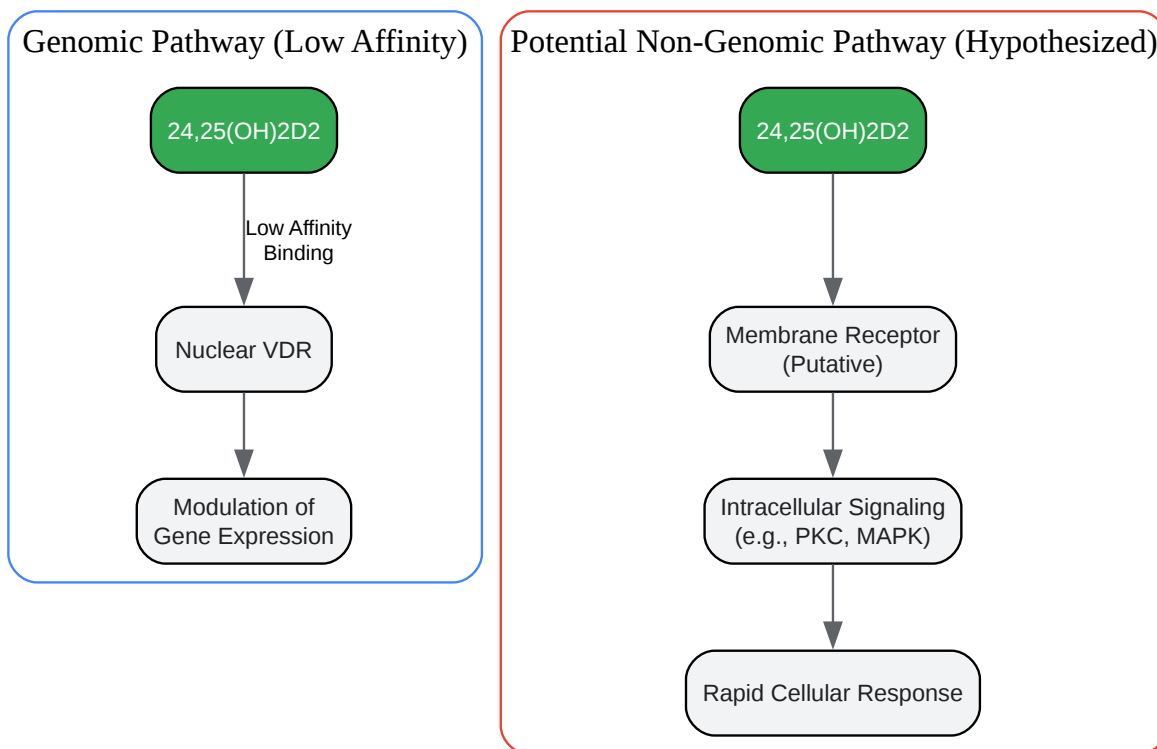 Genomic Pathway (Low Affinity)
24,25(OH)2D2
Low Affinity
Binding
Nuclear VDR
Modulation of
Gene Expression
Potential Non-Genomic Pathway (Hypothesized)
24,25(OH)2D2
Membrane Receptor
(Putative)
Intracellular Signaling
(e.g., PKC, MAPK)
Rapid Cellular Response